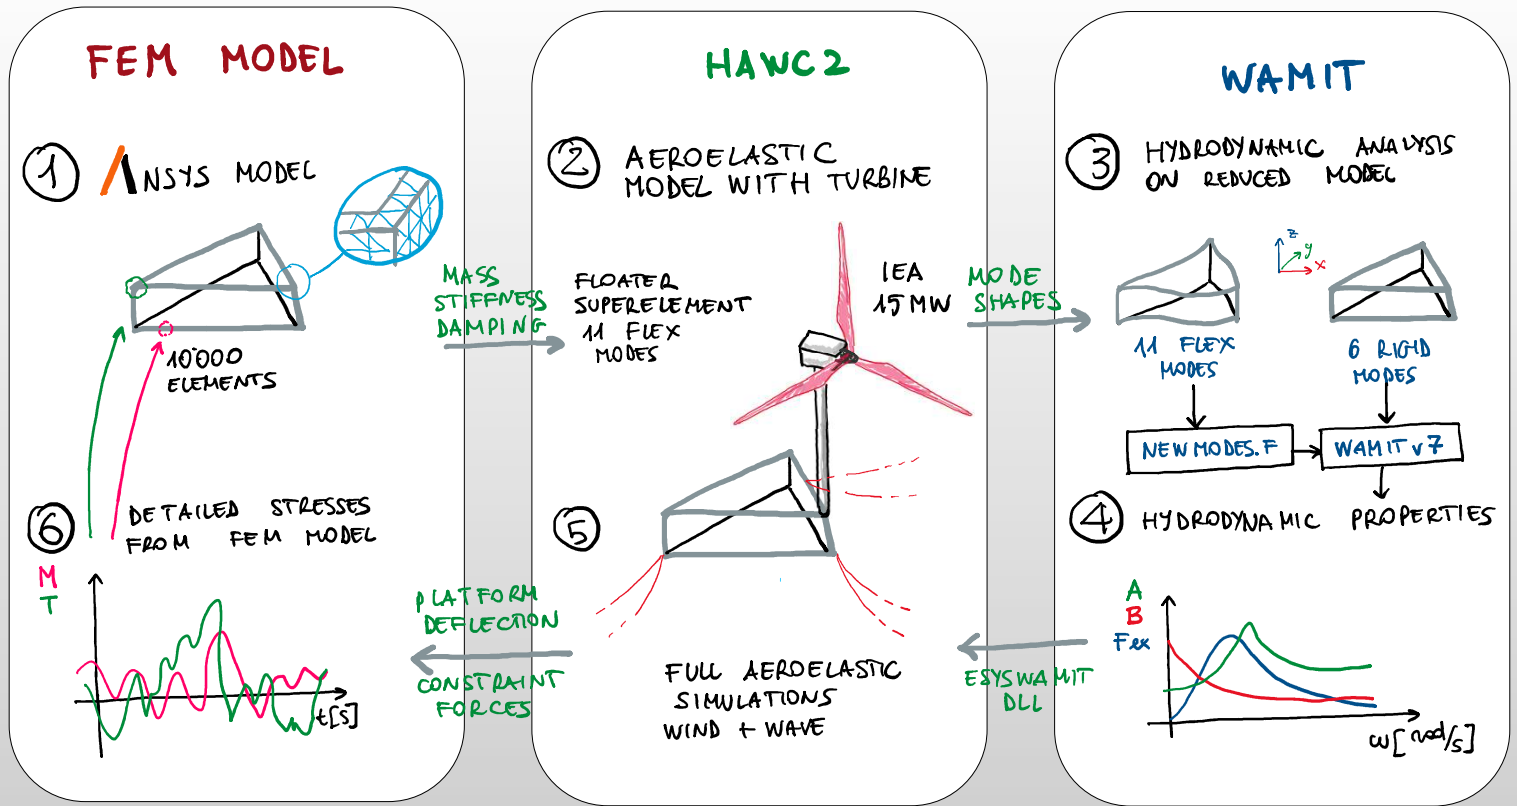 FEM MODEL
1
ANSYS MODEL
10'000
ELEMENTS
6
DETAILED STRESSES
FROM FEM MODEL
M
T
t[s]
MASS
STIFFNESS
DAMPING
PLATFORM
DEFLECTION
CONSTRAINT
FORCES
HAWC2
2
AEROELASTIC
MODEL WITH TURBINE
FLOATER
SUPERELEMENT
11 FLEX
MODES
IEA
15 MW
5
FULL AEROELASTIC
SIMULATIONS
WIND + WAVE
MODE
SHAPES
ESYSWAMIT
DLL
WAMIT
3
HYDRODYNAMIC ANALYSIS
ON REDUCED MODEL
z
y
x
11 FLEX
MODES
6 RIGID
MODES
NEWMODES.F
WAMIT v7
4
HYDRODYNAMIC PROPERTIES
A
B
Fex
ω[rad/s]